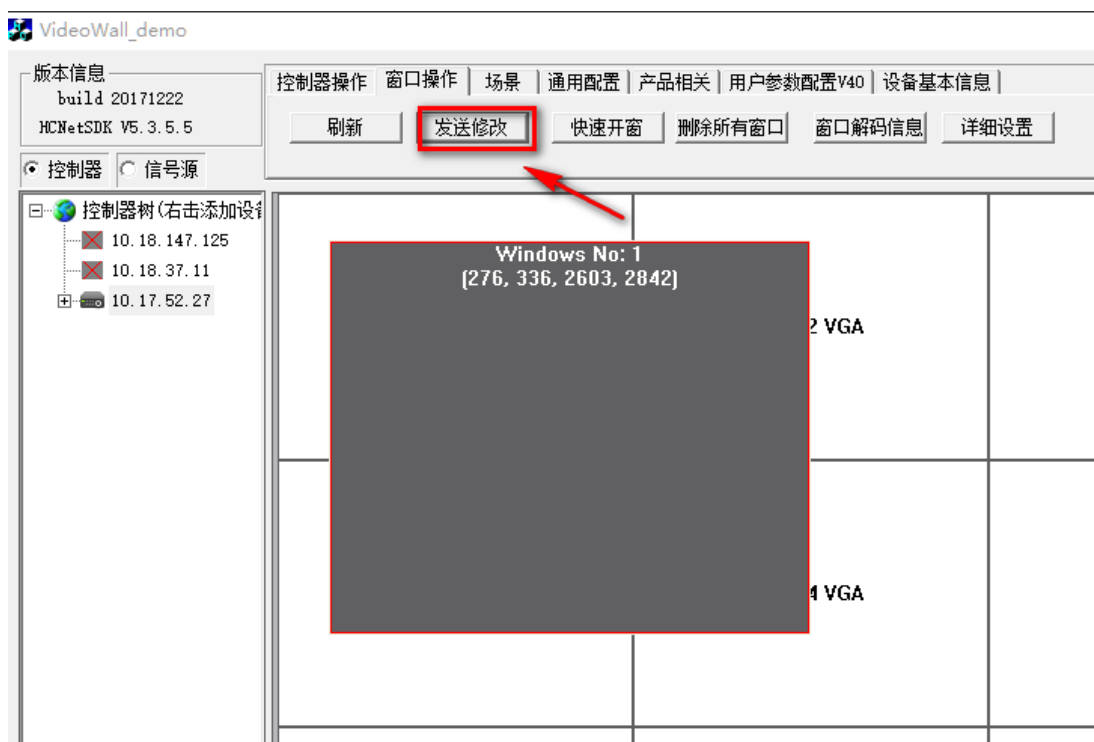 VideoWall_demo
版本信息
build 20171222
HCNetSDK V5.3.5.5
控制器 信号源
控制器操作 窗口操作 场景 通用配置 产品相关 用户参数配置V40 设备基本信息
刷新 发送修改 快速开窗 删除所有窗口 窗口解码信息 详细设置
控制器树(右击添加设
10.18.147.125
10.18.37.11
10.17.52.27
Windows No: 1
(276, 336, 2603, 2842)
2 VGA
4 VGA